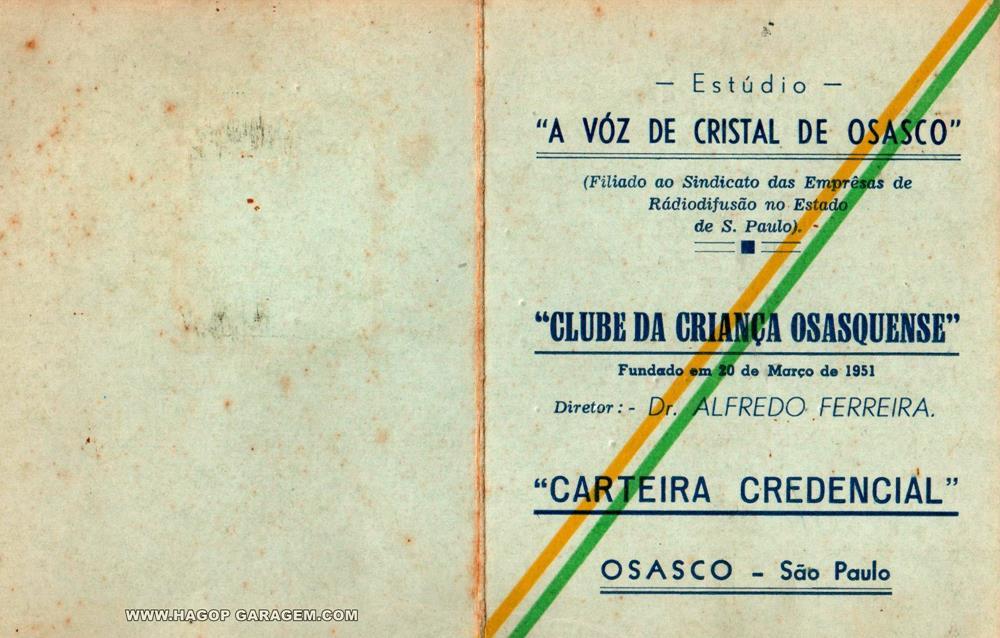 — Estúdio —
“A VÓZ DE CRISTAL DE OSASCO”
(Filiado ao Sindicato das Emprêsas de
Rádiodifusão no Estado
de S. Paulo).
“CLUBE DA CRIANÇA OSASQUENSE”
Fundado em 20 de Março de 1951
Diretor: - Dr. ALFREDO FERREIRA.
“CARTEIRA CREDENCIAL”
OSASCO – São Paulo
WWW.HAGOP GARAGEM.COM